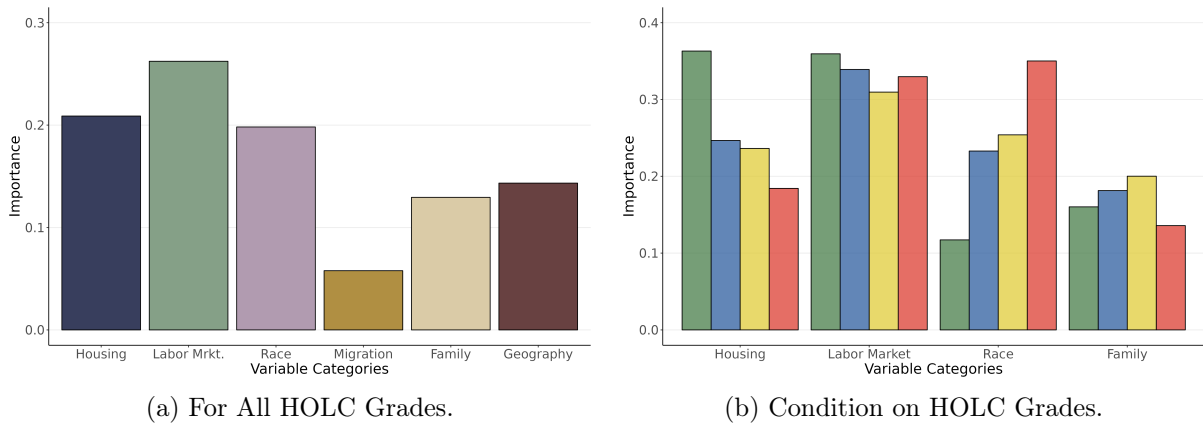 0.3
0.2
0.1
0.0
Importance
Housing Labor Mrkt. Race Migration Family Geography
Variable Categories
(a) For All HOLC Grades.
0.4
0.3
0.2
0.1
0.0
Importance
Housing Labor Market Race Family
Variable Categories
(b) Condition on HOLC Grades.